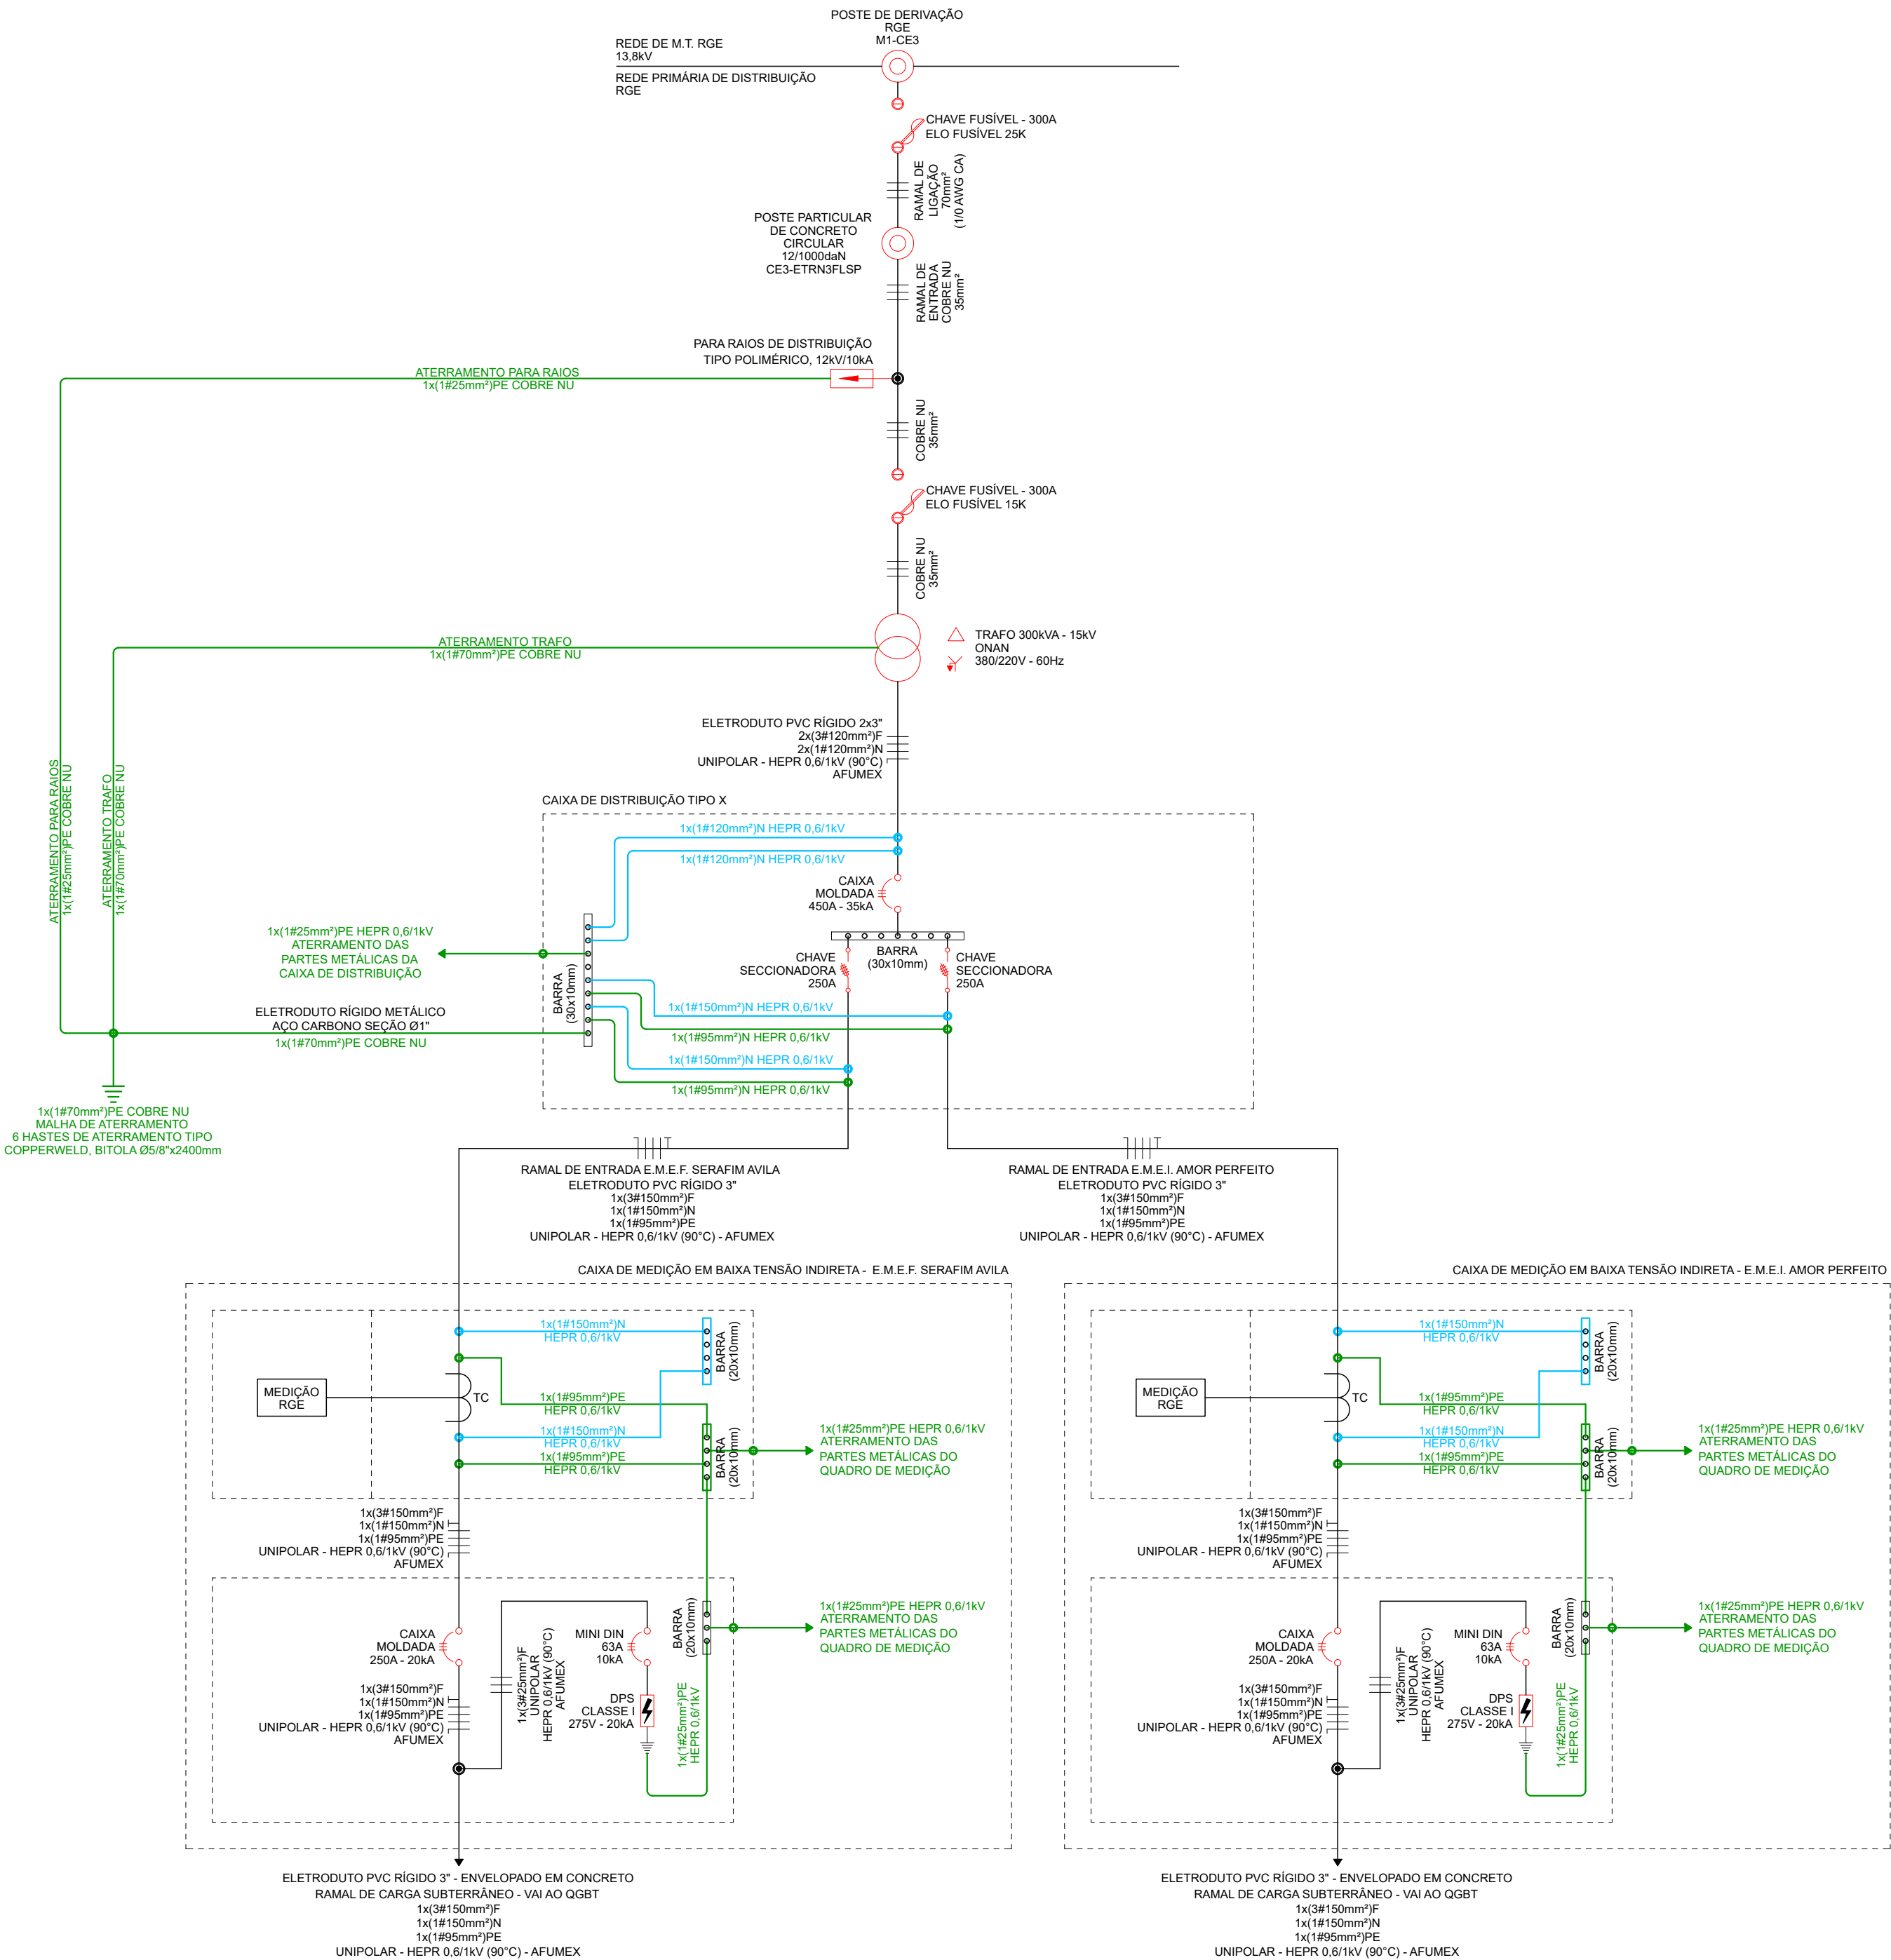 POSTE DE DERIVAÇÃO
RGE
M1-CE3
REDE DE M.T. RGE
13,8kV
REDE PRIMÁRIA DE DISTRIBUIÇÃO
RGE
CHAVE FUSÍVEL - 300A
ELO FUSÍVEL 25K
RAMAL DE
LIGAÇÃO
70mm²
(1/0 AWG CA)
POSTE PARTICULAR
DE CONCRETO
CIRCULAR
12/1000daN
CE3-ETRN3FLSP
RAMAL DE
ENTRADA
COBRE NU
35mm²
PARA RAIOS DE DISTRIBUIÇÃO
TIPO POLIMÉRICO, 12kV/10kA
ATERRAMENTO PARA RAIOS
1x(1#25mm²)PE COBRE NU
COBRE NU
35mm²
CHAVE FUSÍVEL - 300A
ELO FUSÍVEL 15K
COBRE NU
35mm²
TRAFO 300kVA - 15kV
ONAN
380/220V - 60Hz
ATERRAMENTO TRAFO
1x(1#70mm²)PE COBRE NU
ELETRODUTO PVC RÍGIDO 2x3"
2x(3#120mm²)F
2x(1#120mm²)N
UNIPOLAR - HEPR 0,6/1kV (90°C)
AFUMEX
ATERRAMENTO PARA RAIOS
1x(1#25mm²)PE COBRE NU
ATERRAMENTO TRAFO
1x(1#70mm²)PE COBRE NU
CAIXA DE DISTRIBUIÇÃO TIPO X
1x(1#120mm²)N HEPR 0,6/1kV
1x(1#120mm²)N HEPR 0,6/1kV
CAIXA
MOLDADA
450A - 35kA
1x(1#25mm²)PE HEPR 0,6/1kV
ATERRAMENTO DAS
PARTES METÁLICAS DA
CAIXA DE DISTRIBUIÇÃO
BARRA
(30x10mm)
BARRA
(30x10mm)
CHAVE
SECCIONADORA
250A
CHAVE
SECCIONADORA
250A
1x(1#150mm²)N HEPR 0,6/1kV
1x(1#95mm²)N HEPR 0,6/1kV
1x(1#150mm²)N HEPR 0,6/1kV
1x(1#95mm²)N HEPR 0,6/1kV
ELETRODUTO RÍGIDO METÁLICO
AÇO CARBONO SEÇÃO Ø1"
1x(1#70mm²)PE COBRE NU
1x(1#70mm²)PE COBRE NU
MALHA DE ATERRAMENTO
6 HASTES DE ATERRAMENTO TIPO
COPPERWELD, BITOLA Ø5/8"x2400mm
RAMAL DE ENTRADA E.M.E.F. SERAFIM AVILA
ELETRODUTO PVC RÍGIDO 3"
1x(3#150mm²)F
1x(1#150mm²)N
1x(1#95mm²)PE
UNIPOLAR - HEPR 0,6/1kV (90°C) - AFUMEX
RAMAL DE ENTRADA E.M.E.I. AMOR PERFEITO
ELETRODUTO PVC RÍGIDO 3"
1x(3#150mm²)F
1x(1#150mm²)N
1x(1#95mm²)PE
UNIPOLAR - HEPR 0,6/1kV (90°C) - AFUMEX
CAIXA DE MEDIÇÃO EM BAIXA TENSÃO INDIRETA - E.M.E.F. SERAFIM AVILA
1x(1#150mm²)N
HEPR 0,6/1kV
BARRA
(20x10mm)
MEDIÇÃO
RGE
TC
1x(1#95mm²)PE
HEPR 0,6/1kV
1x(1#150mm²)N
HEPR 0,6/1kV
1x(1#95mm²)PE
HEPR 0,6/1kV
BARRA
(20x10mm)
1x(1#25mm²)PE HEPR 0,6/1kV
ATERRAMENTO DAS
PARTES METÁLICAS DO
QUADRO DE MEDIÇÃO
1x(3#150mm²)F
1x(1#150mm²)N
1x(1#95mm²)PE
UNIPOLAR - HEPR 0,6/1kV (90°C)
AFUMEX
CAIXA
MOLDADA
250A - 20kA
1x(3#25mm²)F
UNIPOLAR
HEPR 0,6/1kV (90°C)
AFUMEX
MINI DIN
63A
10kA
BARRA
(20x10mm)
1x(1#25mm²)PE HEPR 0,6/1kV
ATERRAMENTO DAS
PARTES METÁLICAS DO
QUADRO DE MEDIÇÃO
1x(3#150mm²)F
1x(1#150mm²)N
1x(1#95mm²)PE
UNIPOLAR - HEPR 0,6/1kV (90°C)
AFUMEX
DPS
CLASSE I
275V - 20kA
1x(1#25mm²)PE
HEPR 0,6/1kV
ELETRODUTO PVC RÍGIDO 3" - ENVELOPADO EM CONCRETO
RAMAL DE CARGA SUBTERRÂNEO - VAI AO QGBT
1x(3#150mm²)F
1x(1#150mm²)N
1x(1#95mm²)PE
UNIPOLAR - HEPR 0,6/1kV (90°C) - AFUMEX
CAIXA DE MEDIÇÃO EM BAIXA TENSÃO INDIRETA - E.M.E.I. AMOR PERFEITO
1x(1#150mm²)N
HEPR 0,6/1kV
BARRA
(20x10mm)
MEDIÇÃO
RGE
TC
1x(1#95mm²)PE
HEPR 0,6/1kV
1x(1#150mm²)N
HEPR 0,6/1kV
1x(1#95mm²)PE
HEPR 0,6/1kV
BARRA
(20x10mm)
1x(1#25mm²)PE HEPR 0,6/1kV
ATERRAMENTO DAS
PARTES METÁLICAS DO
QUADRO DE MEDIÇÃO
1x(3#150mm²)F
1x(1#150mm²)N
1x(1#95mm²)PE
UNIPOLAR - HEPR 0,6/1kV (90°C)
AFUMEX
CAIXA
MOLDADA
250A - 20kA
1x(3#25mm²)F
UNIPOLAR
HEPR 0,6/1kV (90°C)
AFUMEX
MINI DIN
63A
10kA
BARRA
(20x10mm)
1x(1#25mm²)PE HEPR 0,6/1kV
ATERRAMENTO DAS
PARTES METÁLICAS DO
QUADRO DE MEDIÇÃO
1x(3#150mm²)F
1x(1#150mm²)N
1x(1#95mm²)PE
UNIPOLAR - HEPR 0,6/1kV (90°C)
AFUMEX
DPS
CLASSE I
275V - 20kA
1x(1#25mm²)PE
HEPR 0,6/1kV
ELETRODUTO PVC RÍGIDO 3" - ENVELOPADO EM CONCRETO
RAMAL DE CARGA SUBTERRÂNEO - VAI AO QGBT
1x(3#150mm²)F
1x(1#150mm²)N
1x(1#95mm²)PE
UNIPOLAR - HEPR 0,6/1kV (90°C) - AFUMEX